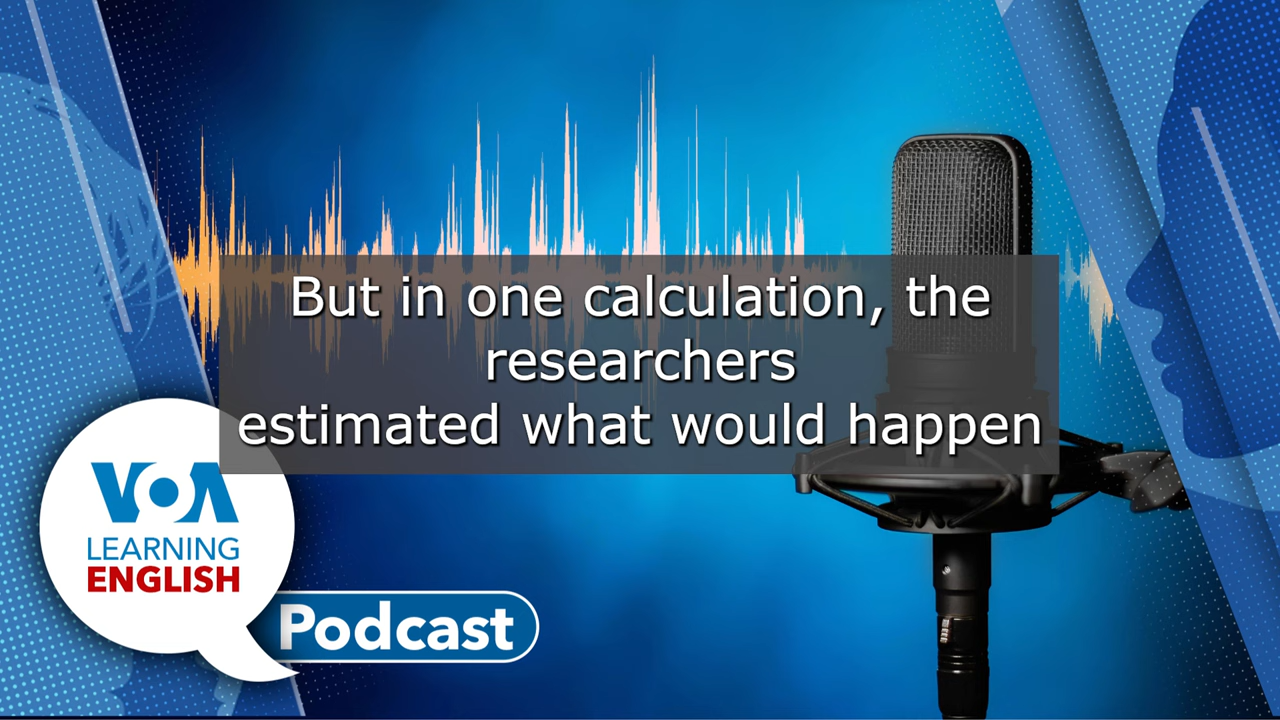 But in one calculation, the
researchers
estimated what would happen
VOA
LEARNING
ENGLISH
Podcast